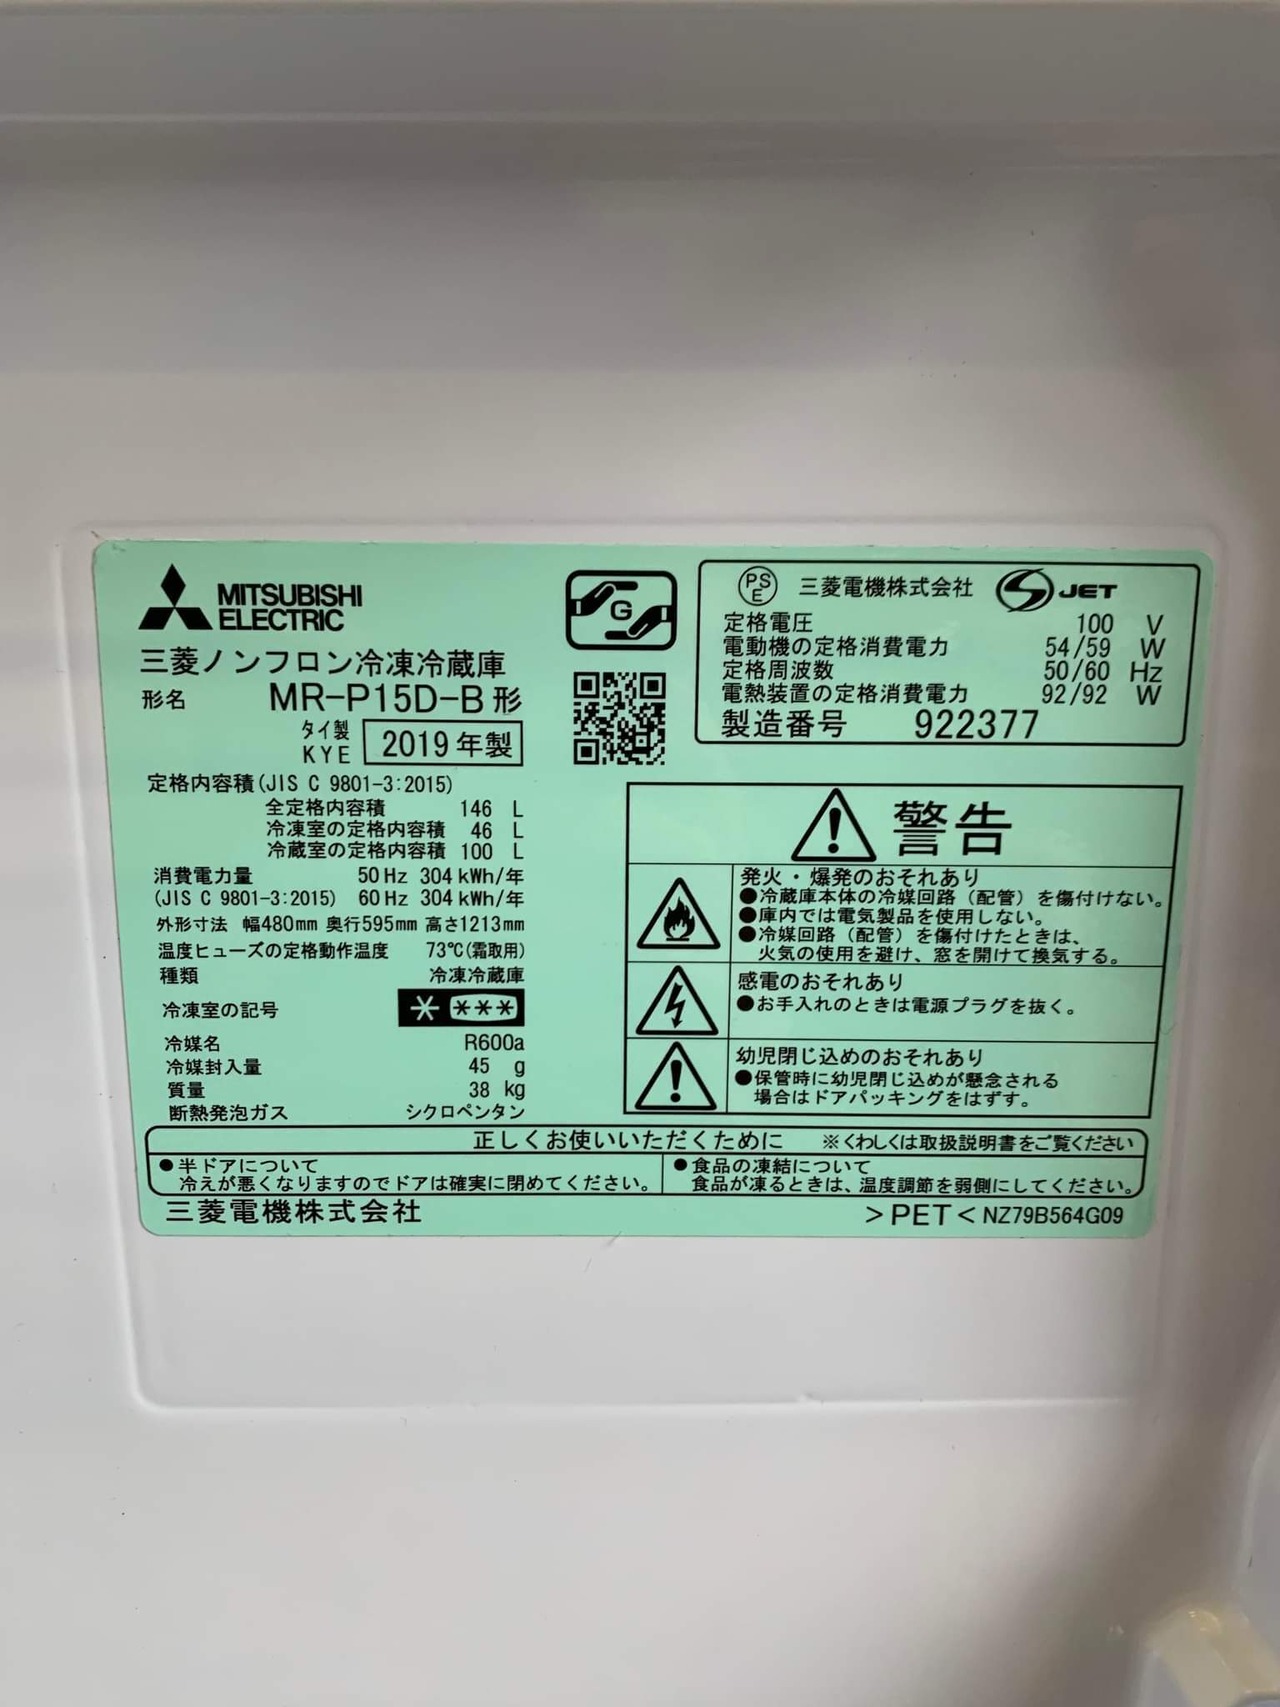 MITSUBISHI
ELECTRIC
三菱ノンフロン冷凍冷蔵庫
形名 MR-P15D-B 形
タイ製
KYE 2019年製
定格内容積(JIS C 9801-3:2015)
全定格内容積 146 L
冷凍室の定格内容積 46 L
冷蔵室の定格内容積 100 L
消費電力量 50Hz 304kWh/年
(JIS C 9801-3:2015) 60Hz 304kWh/年
外形寸法 幅480mm 奥行595mm 高さ1213mm
温度ヒューズの定格動作温度 73℃(霜取用)
種類 冷凍冷蔵庫
冷凍室の記号 * ***
冷媒名 R600a
冷媒封入量 45 g
質量 38 kg
断熱発泡ガス シクロペンタン
G
PSE 三菱電機株式会社 S JET
定格電圧 100 V
電動機の定格消費電力 54/59 W
定格周波数 50/60 Hz
電熱装置の定格消費電力 92/92 W
製造番号 922377
警告
発火・爆発のおそれあり
●冷蔵庫本体の冷媒回路(配管)を傷付けない。
●庫内では電気製品を使用しない。
●冷媒回路(配管)を傷付けたときは、
火気の使用を避け、窓を開けて換気する。
感電のおそれあり
●お手入れのときは電源プラグを抜く。
幼児閉じ込めのおそれあり
●保管時に幼児閉じ込めが懸念される
場合はドアパッキングをはずす。
正しくお使いいただくために ※くわしくは取扱説明書をご覧ください
●半ドアについて
冷えが悪くなりますのでドアは確実に閉めてください。
●食品の凍結について
食品が凍るときは、温度調節を弱側にしてください。
三菱電機株式会社 >PET< NZ79B564G09